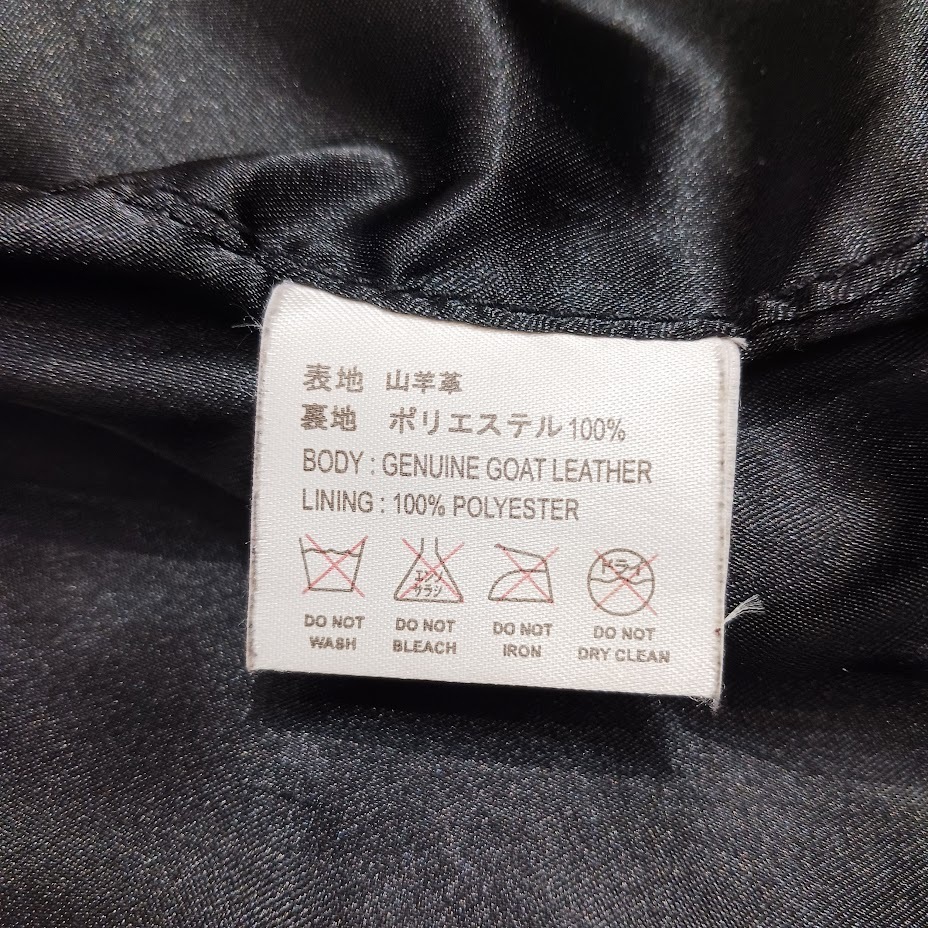 表地 山羊革
裏地 ポリエステル100%
BODY : GENUINE GOAT LEATHER
LINING : 100% POLYESTER
エンソ
サラシ
ドライ
DO NOT
WASH
DO NOT
BLEACH
DO NOT
IRON
DO NOT
DRY CLEAN